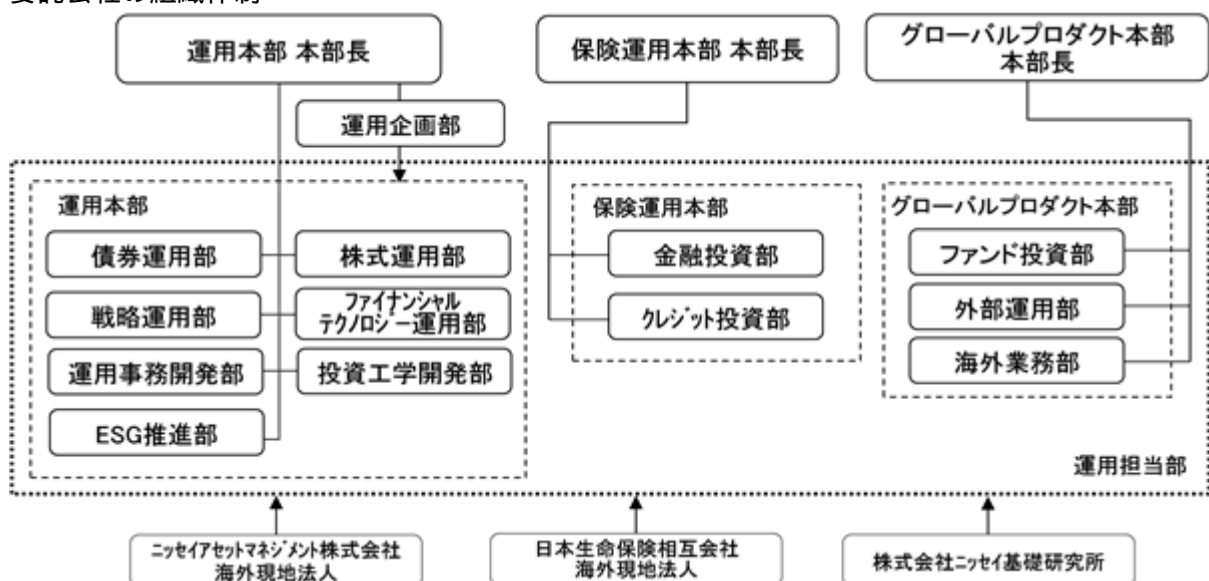 委託会社の組織体制
運用本部 本部長
保険運用本部 本部長
グローバルプロダクト本部
本部長
運用企画部
運用本部
債券運用部
株式運用部
戦略運用部
ファイナンシャル
テクノロジー運用部
運用事務開発部
投資工学開発部
ESG推進部
保険運用本部
金融投資部
クレジット投資部
グローバルプロダクト本部
ファンド投資部
外部運用部
海外業務部
運用担当部
ニッセイアセットマネジメント株式会社
海外現地法人
日本生命保険相互会社
海外現地法人
株式会社ニッセイ基礎研究所